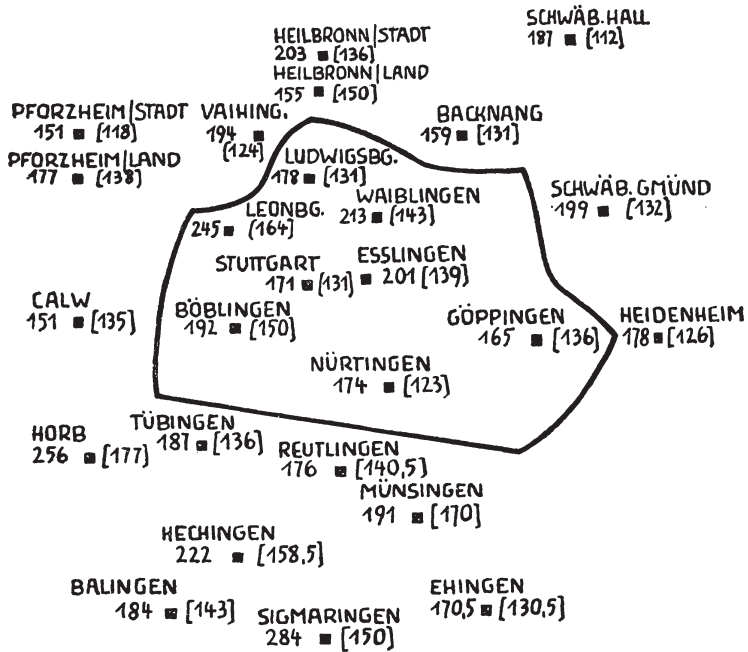 SCHWÄB. HALL
187 ■ [112]
HEILBRONN|STADT
203 ■ [136]
HEILBRONN|LAND
155 ■ [150]
PFORZHEIM|STADT
151 ■ [118]
VAIHING.
194 ■
[124]
BACKNANG
159 ■ [131]
PFORZHEIM|LAND
177 ■ [138]
LUDWIGSBG.
178 ■ [131]
SCHWÄB. GMÜND
199 ■ [132]
WAIBLINGEN
213 ■ [143]
LEONBG.
245 ■ [164]
STUTTGART
171 ■ [131]
ESSLINGEN
■ 201 [139]
CALW
151 ■ [135]
BÖBLINGEN
192 ■ [150]
GÖPPINGEN
165 ■ [136]
HEIDENHEIM
178 ■ [126]
NÜRTINGEN
174 ■ [123]
HORB
256 ■ [177]
TÜBINGEN
187 ■ [136]
REUTLINGEN
176 ■ [140,5]
MÜNSINGEN
191 ■ [170]
HECHINGEN
222 ■ [158,5]
BALINGEN
184 ■ [143]
SIGMARINGEN
284 ■ [150]
EHINGEN
170,5 ■ [130,5]